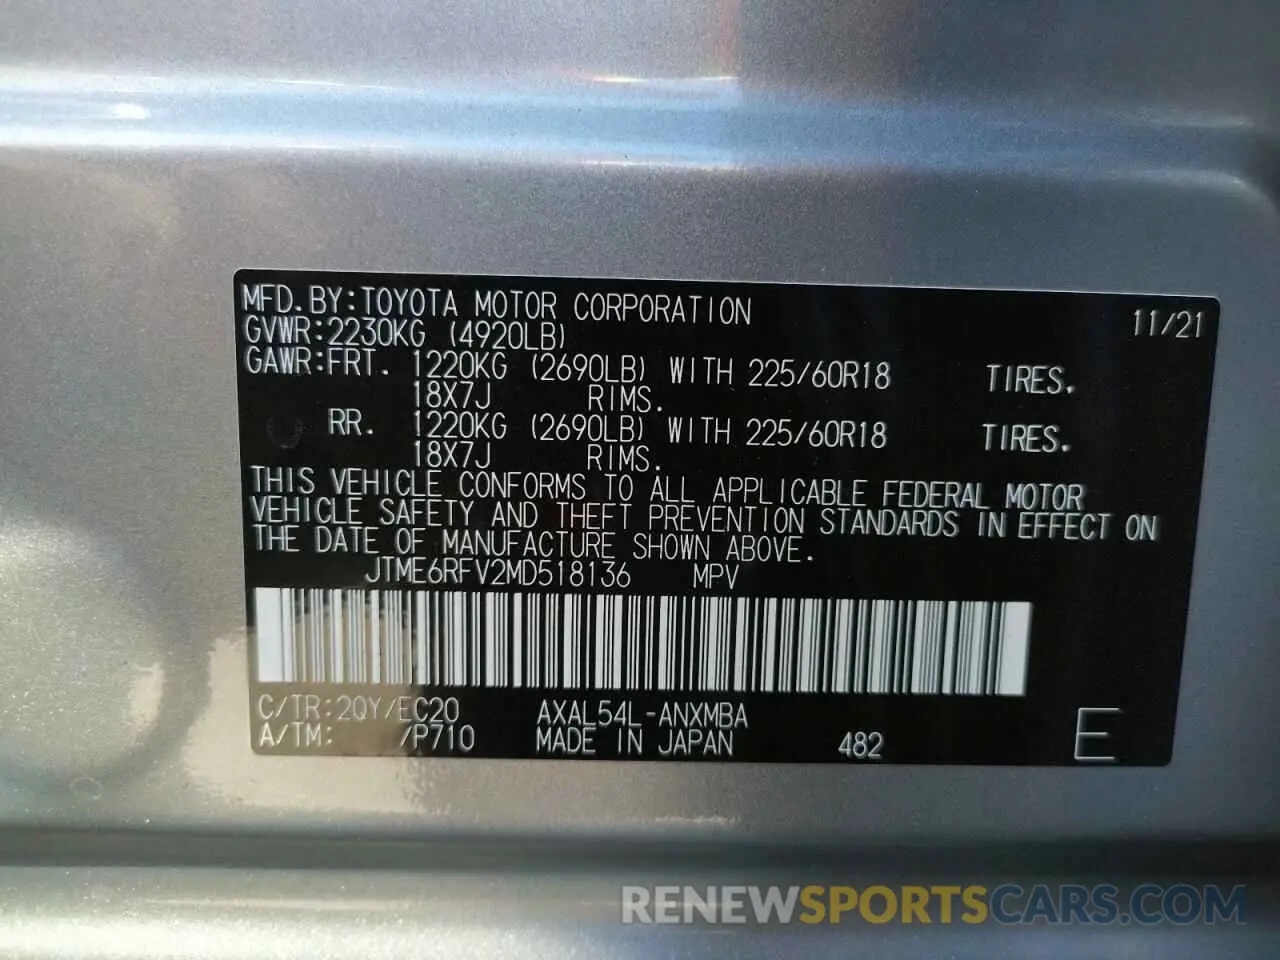 MFD.BY:TOYOTA MOTOR CORPORATION 11/21
GVWR:2230KG (4920LB)
GAWR:FRT. 1220KG (2690LB) WITH 225/60R18 TIRES.
18X7J RIMS.
RR. 1220KG (2690LB) WITH 225/60R18 TIRES.
18X7J RIMS.
THIS VEHICLE CONFORMS TO ALL APPLICABLE FEDERAL MOTOR
VEHICLE SAFETY AND THEFT PREVENTION STANDARDS IN EFFECT ON
THE DATE OF MANUFACTURE SHOWN ABOVE.
JTME6RFV2MD518136 MPV
C/TR:2QY/EC20 AXAL54L-ANXMBA
A/TM: /P710 MADE IN JAPAN 482 E
RENEWSPORTSCARS.COM